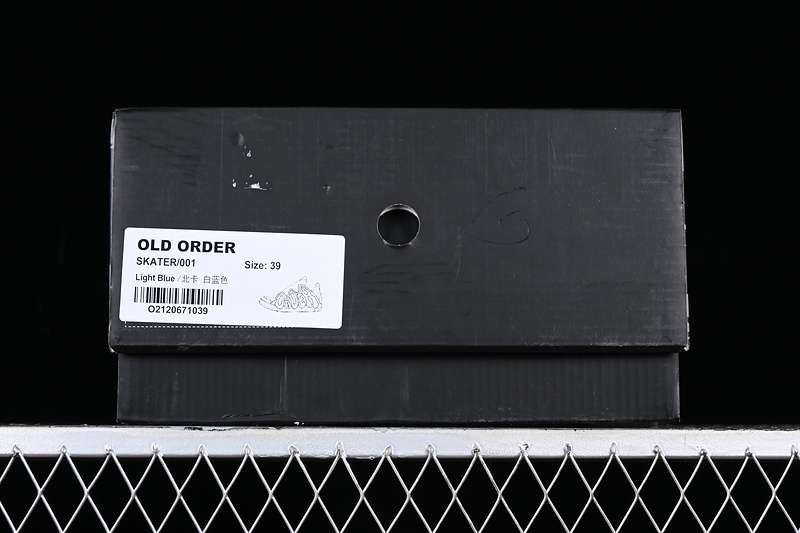 OLD ORDER
SKATER/001
Size: 39
Light Blue / 北卡 白蓝色
O2120671039